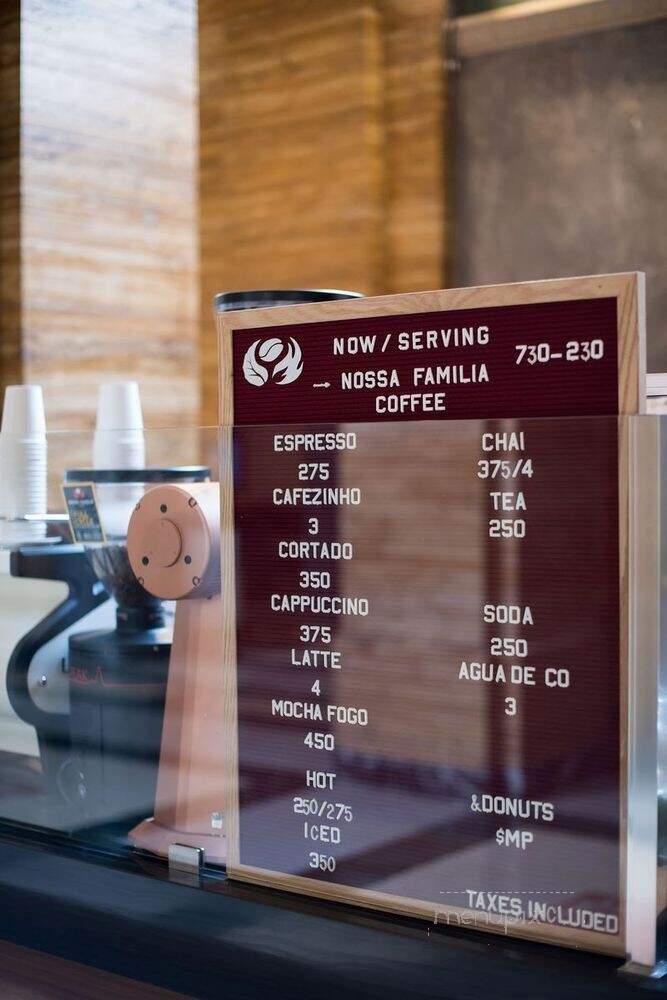 NOW/SERVING
→ NOSSA FAMILIA
COFFEE
730-230
ESPRESSO
275
CAFEZINHO
3
CORTADO
350
CAPPUCCINO
375
LATTE
4
MOCHA FOGO
450
HOT
250/275
ICED
350
CHAI
375/4
TEA
250
SODA
250
AGUA DE CO
3
&DONUTS
$MP
TAXES INCLUDED
menupix